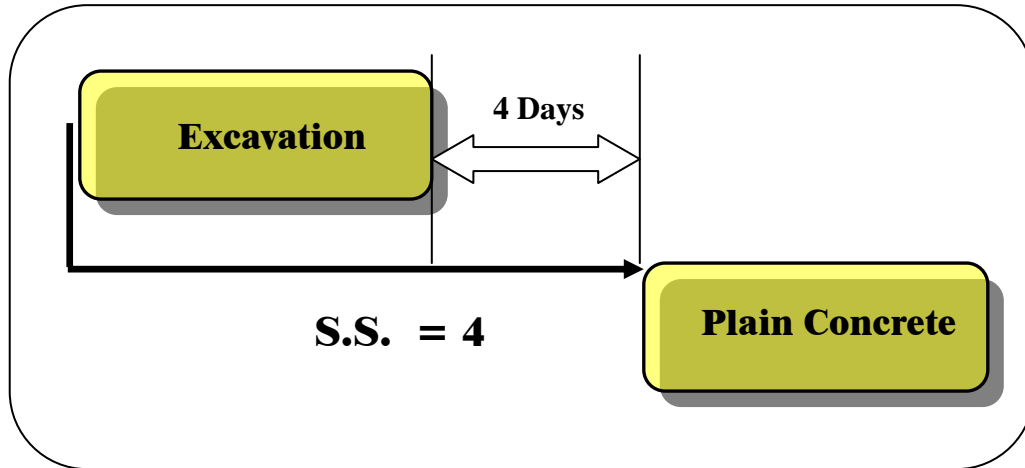 4 Days
Excavation
S.S. = 4
Plain Concrete